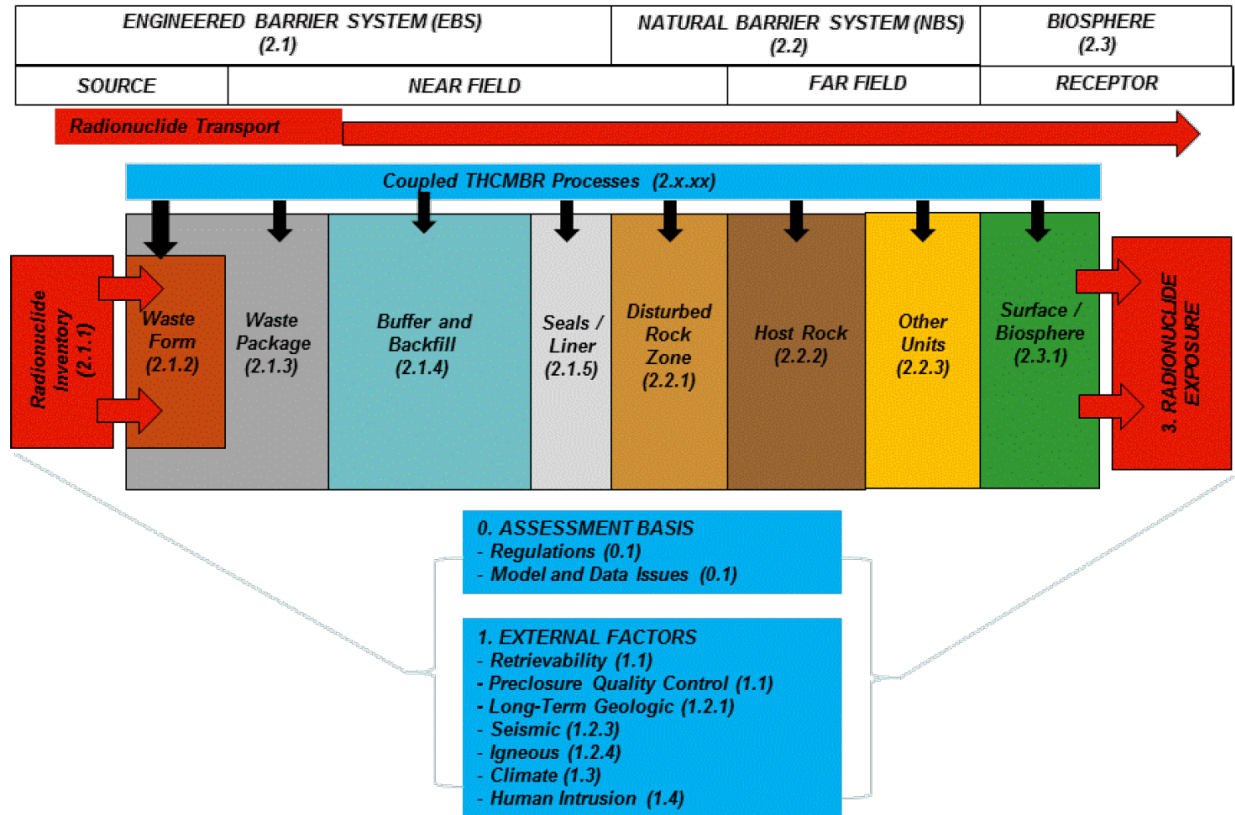 ENGINEERED BARRIER SYSTEM (EBS)
(2.1)
NATURAL BARRIER SYSTEM (NBS)
(2.2)
BIOSPHERE
(2.3)
SOURCE
NEAR FIELD
FAR FIELD
RECEPTOR
Radionuclide Transport
Coupled THCMBR Processes (2.x.xx)
Radionuclide
Inventory
(2.1.1)
Waste
Form
(2.1.2)
Waste
Package
(2.1.3)
Buffer and
Backfill
(2.1.4)
Seals /
Liner
(2.1.5)
Disturbed
Rock
Zone
(2.2.1)
Host Rock
(2.2.2)
Other
Units
(2.2.3)
Surface /
Biosphere
(2.3.1)
3. RADIONUCLIDE
EXPOSURE
0. ASSESSMENT BASIS
- Regulations (0.1)
- Model and Data Issues (0.1)
1. EXTERNAL FACTORS
- Retrievability (1.1)
- Preclosure Quality Control (1.1)
- Long-Term Geologic (1.2.1)
- Seismic (1.2.3)
- Igneous (1.2.4)
- Climate (1.3)
- Human Intrusion (1.4)